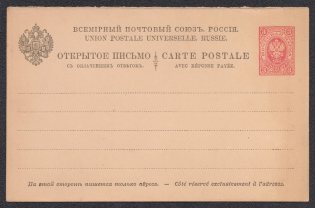 ВСЕМІРНЫЙ ПОЧТОВЫЙ СОЮЗЪ. РОССІЯ.
UNION POSTALE UNIVERSELLE. RUSSIE.
ОТКРЫТОЕ ПИСЬМО CARTE POSTALE
СЪ ОПЛАЧЕННЫМЪ ОТВѢТОМЪ. AVEC RÉPONSE PAYÉE.
На этой сторонѣ пишется только адресъ. — Côté réservé exclusivement à l'adresse.